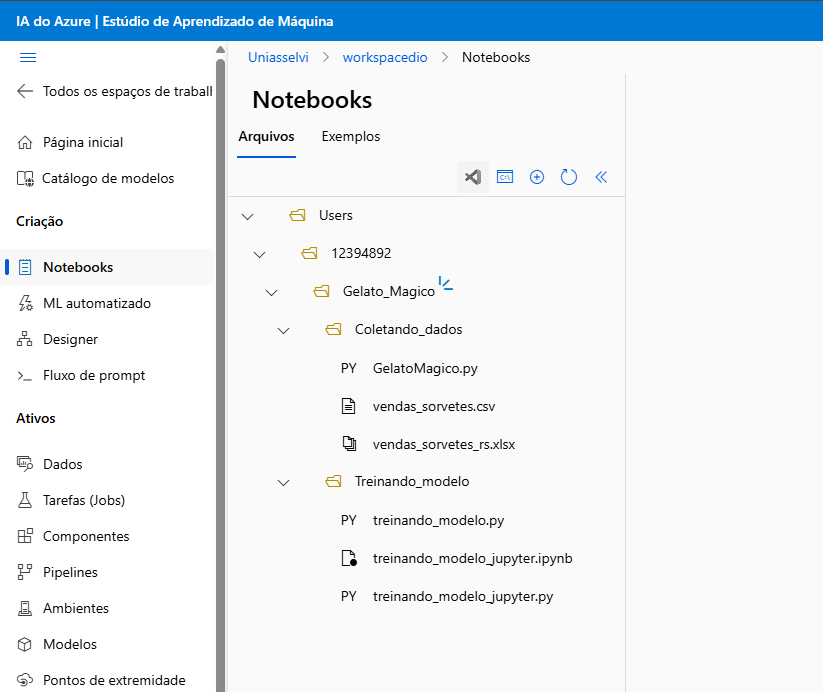 IA do Azure | Estúdio de Aprendizado de Máquina
Todos os espaços de trabal
Página inicial
Catálogo de modelos
Criação
Notebooks
ML automatizado
Designer
Fluxo de prompt
Ativos
Dados
Tarefas (Jobs)
Componentes
Pipelines
Ambientes
Modelos
Pontos de extremidade
Uniasselvi > workspacedio > Notebooks
Notebooks
Arquivos Exemplos
Users
12394892
Gelato_Magico
Coletando_dados
PY GelatoMagico.py
vendas_sorvetes.csv
vendas_sorvetes_rs.xlsx
Treinando_modelo
PY treinando_modelo.py
treinando_modelo_jupyter.ipynb
PY treinando_modelo_jupyter.py